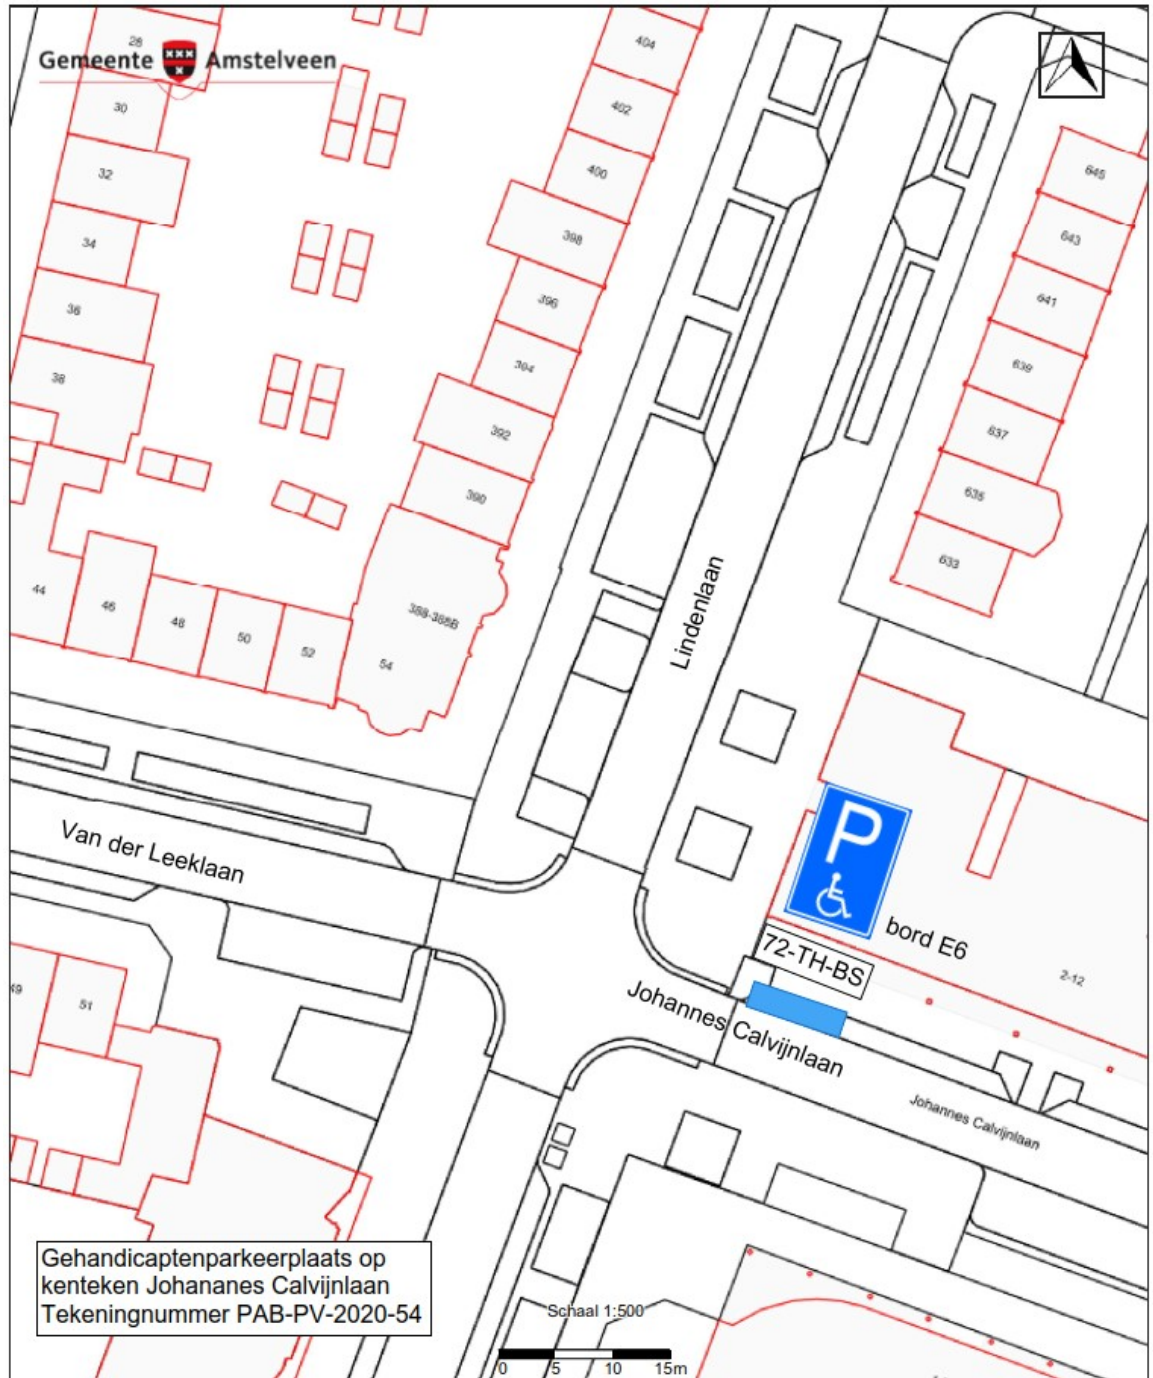 Gemeente Amstelveen
28
30
32
34
36
38
44
46
48
50
52
54
388-388B
390
392
394
396
398
400
402
404
645
643
641
639
637
635
633
Lindenlaan
Van der Leeklaan
P
bord E6
72-TH-BS
2-12
Johannes Calvijnlaan
Johannes Calvijnlaan
49
51
Gehandicaptenparkeerplaats op
kenteken Johananes Calvijnlaan
Tekeningnummer PAB-PV-2020-54
Schaal 1:500
0 5 10 15m